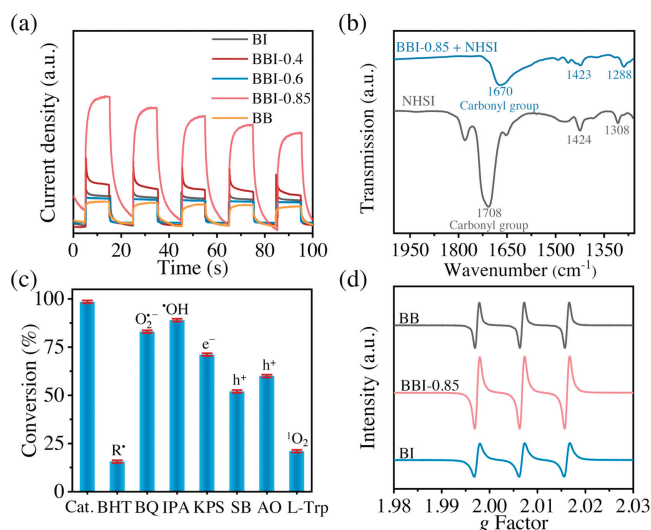 (a)
Current density (a.u.)
BI
BBI-0.4
BBI-0.6
BBI-0.85
BB
0 20 40 60 80 100
Time (s)
(b)
Transmission (a.u.)
BBI-0.85 + NHSI
1670
Carbonyl group
1423
1288
NHSI
1424
1308
1708
Carbonyl group
1950 1800 1650 1500 1350
Wavenumber (cm⁻¹)
(c)
Conversion (%)
100
75
50
25
0
R•
O₂•⁻
•OH
e⁻
h⁺
h⁺
¹O₂
Cat. BHT BQ IPA KPS SB AO L-Trp
(d)
Intensity (a.u.)
BB
BBI-0.85
BI
1.98 1.99 2.00 2.01 2.02 2.03
g Factor